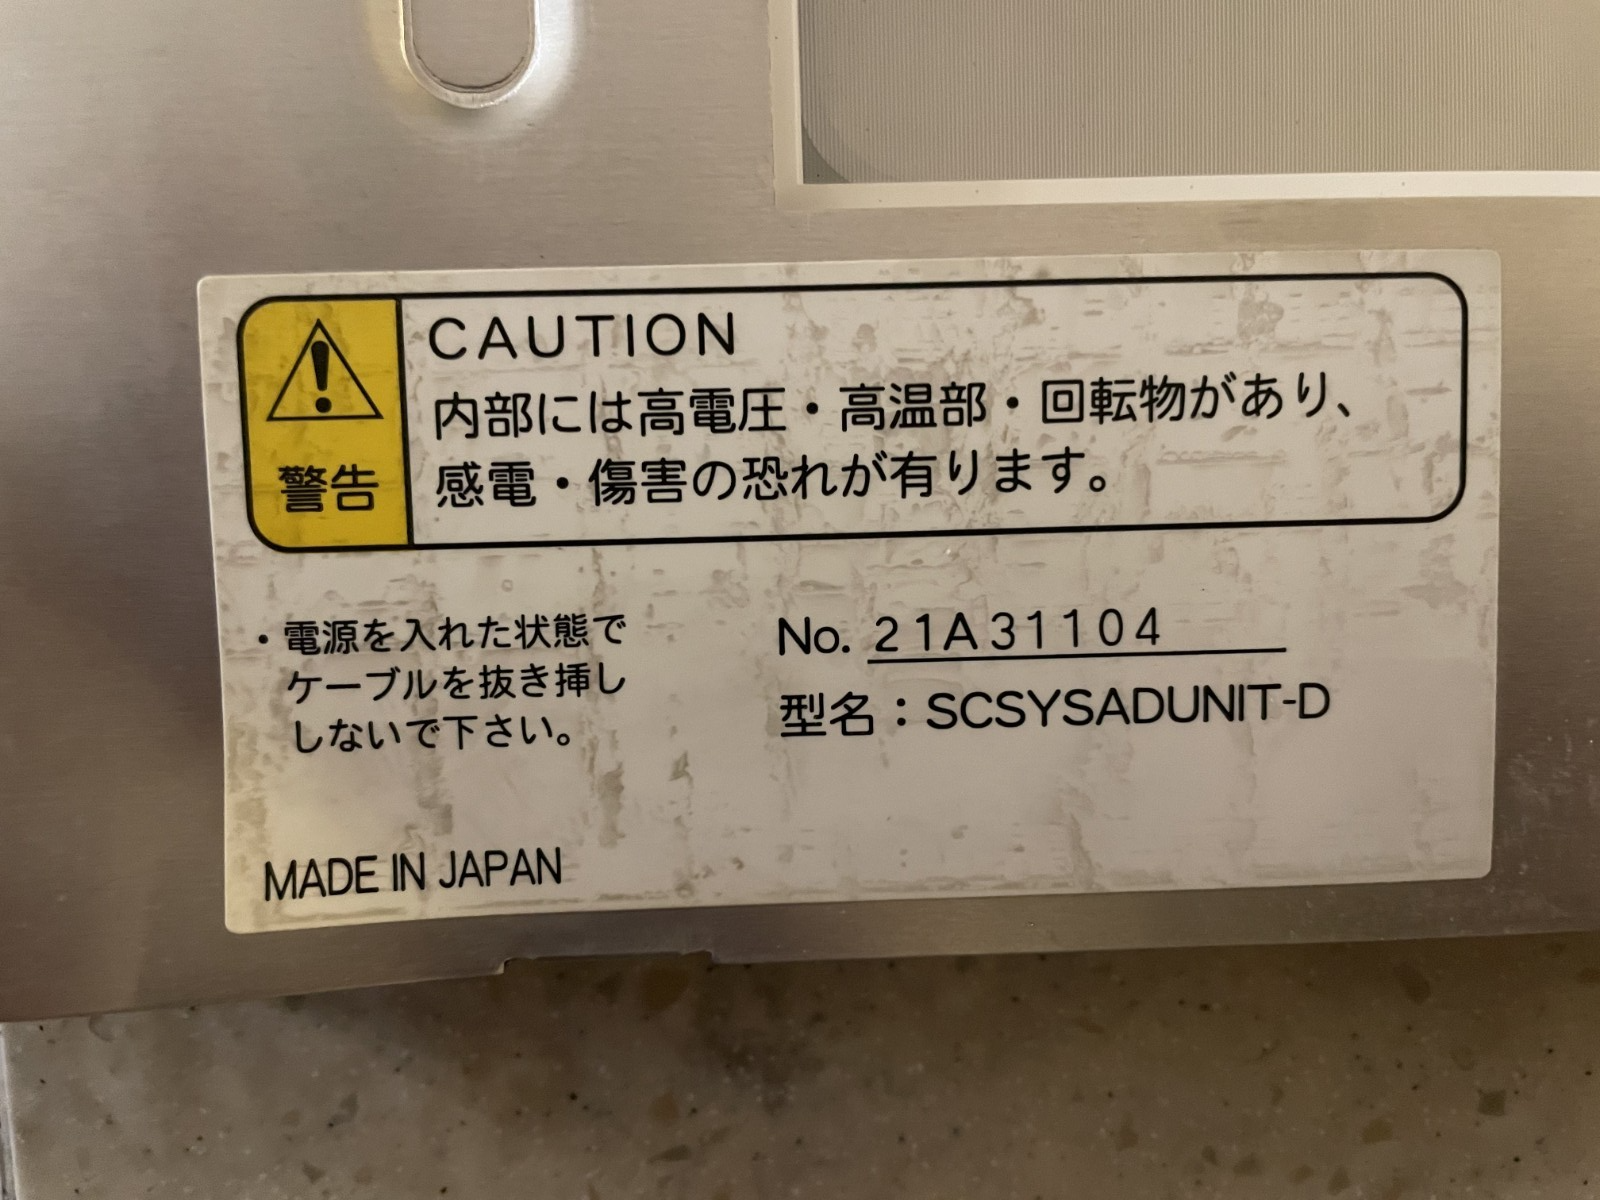 CAUTION
内部には高電圧・高温部・回転物があり、
感電・傷害の恐れが有ります。
警告
・電源を入れた状態で
ケーブルを抜き挿し
しないで下さい。
No. 21A31104
型名：SCSYSADUNIT-D
MADE IN JAPAN